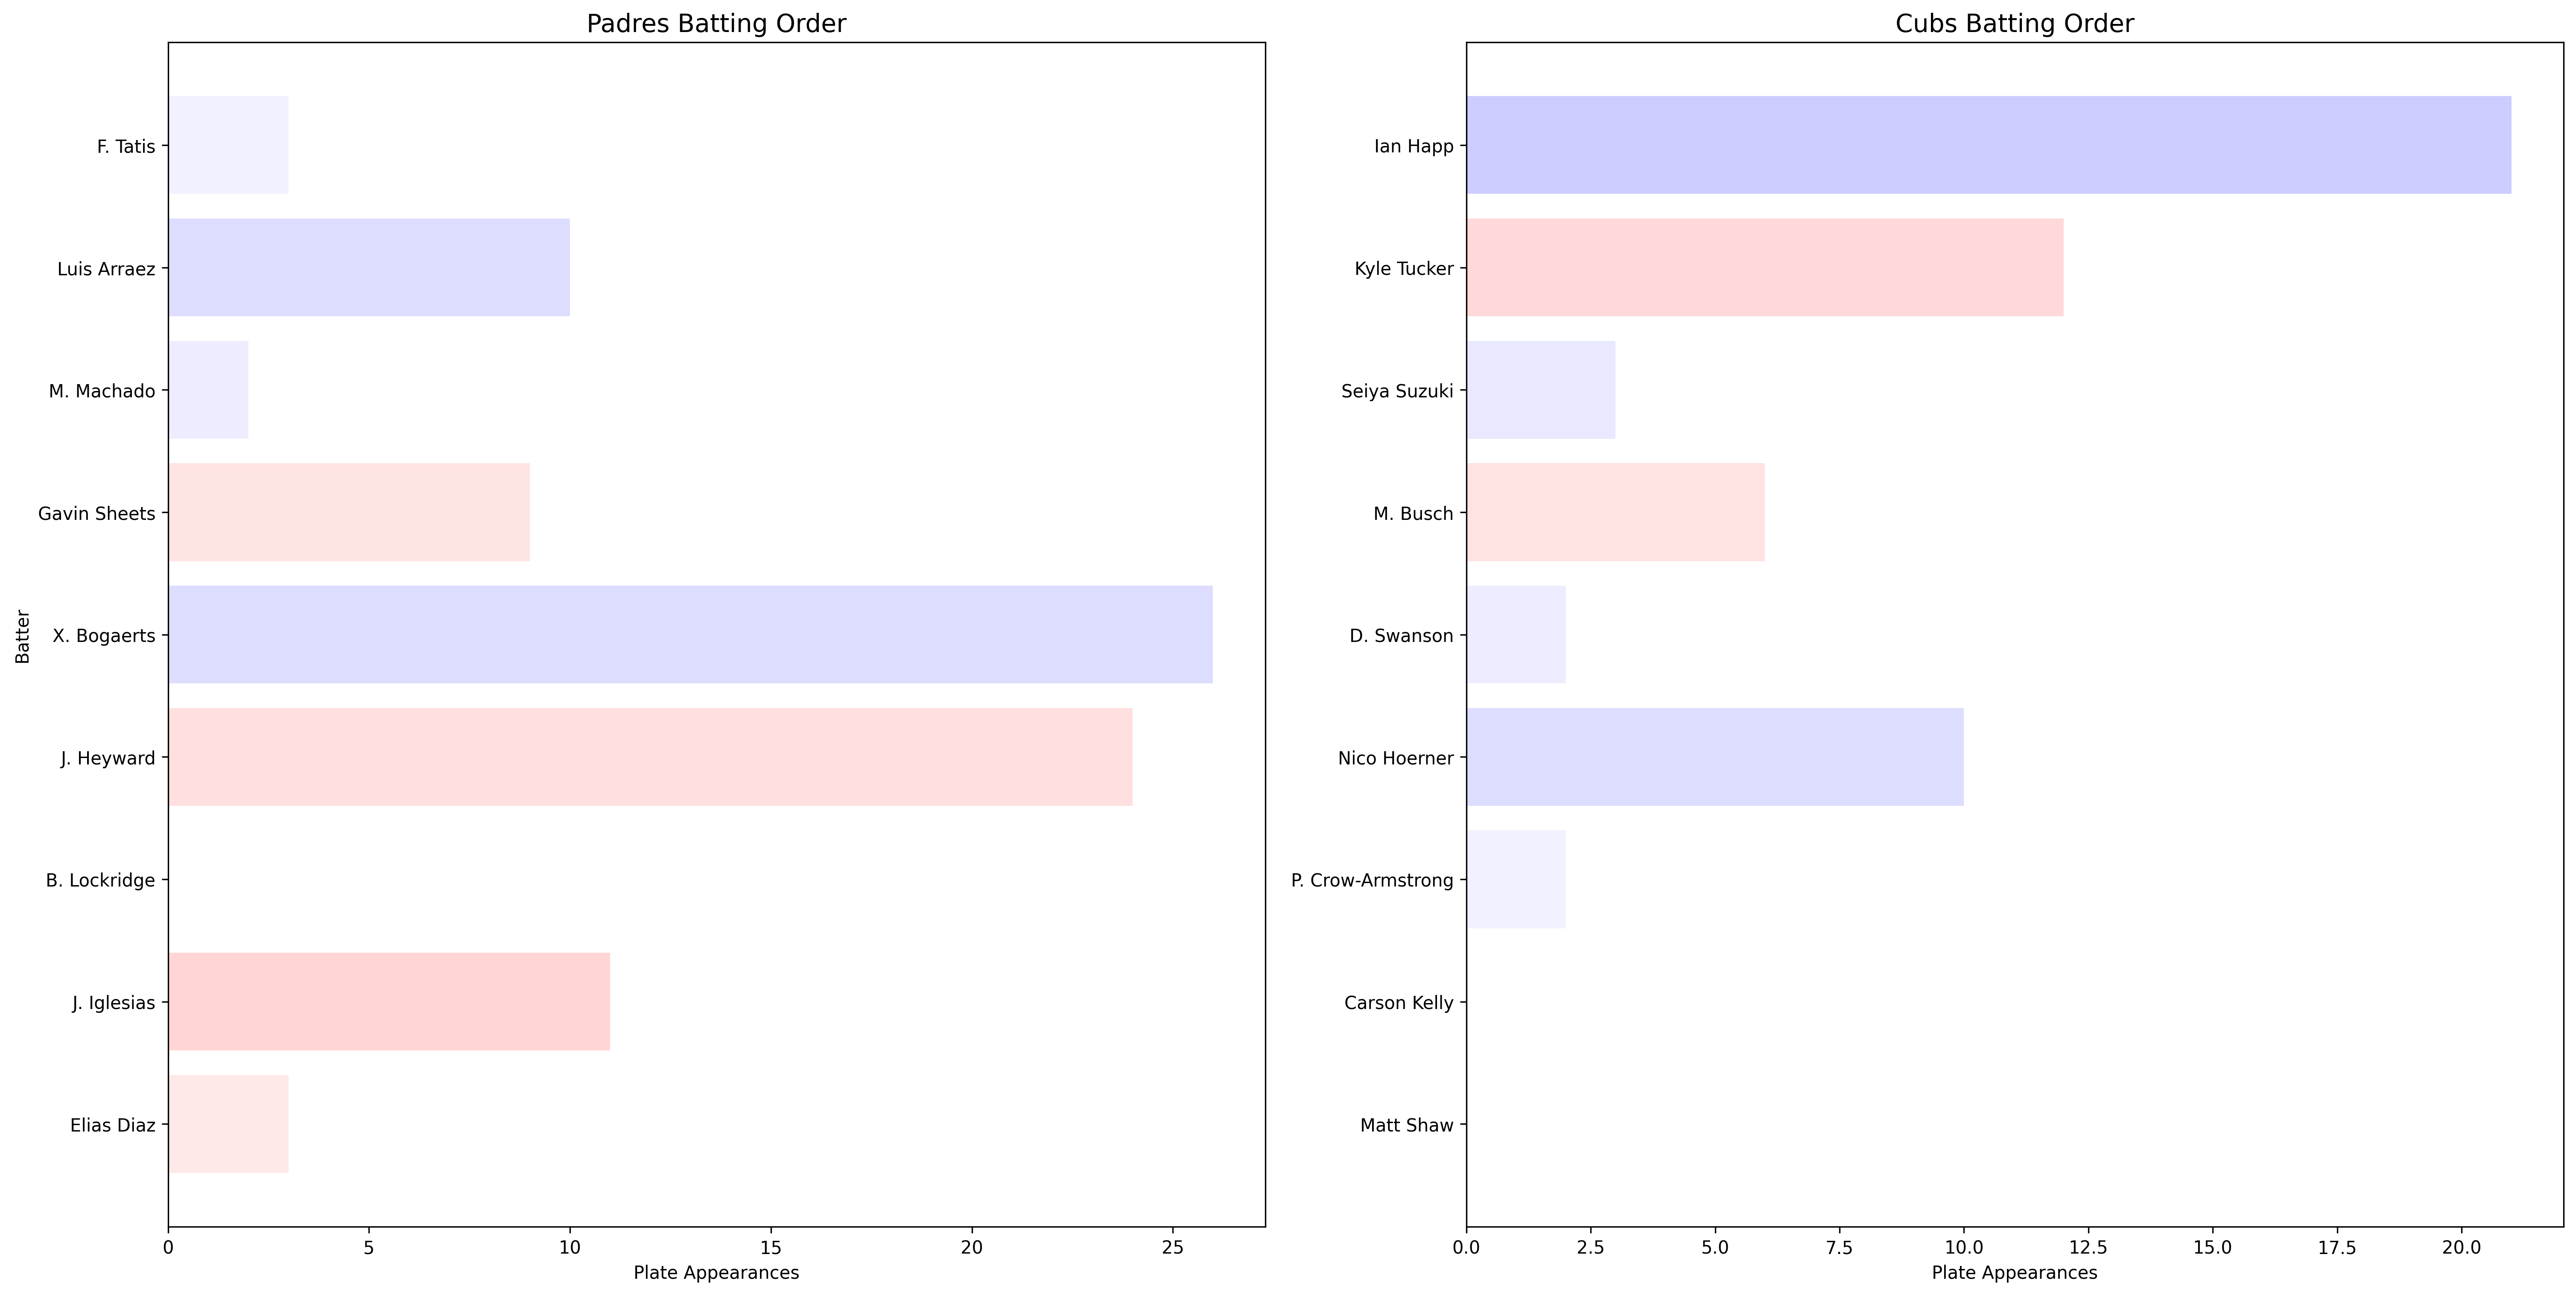 Padres Batting Order
F. Tatis
Luis Arraez
M. Machado
Gavin Sheets
X. Bogaerts
J. Heyward
B. Lockridge
J. Iglesias
Elias Diaz
Batter
0 5 10 15 20 25
Plate Appearances
Cubs Batting Order
Ian Happ
Kyle Tucker
Seiya Suzuki
M. Busch
D. Swanson
Nico Hoerner
P. Crow-Armstrong
Carson Kelly
Matt Shaw
0.0 2.5 5.0 7.5 10.0 12.5 15.0 17.5 20.0
Plate Appearances